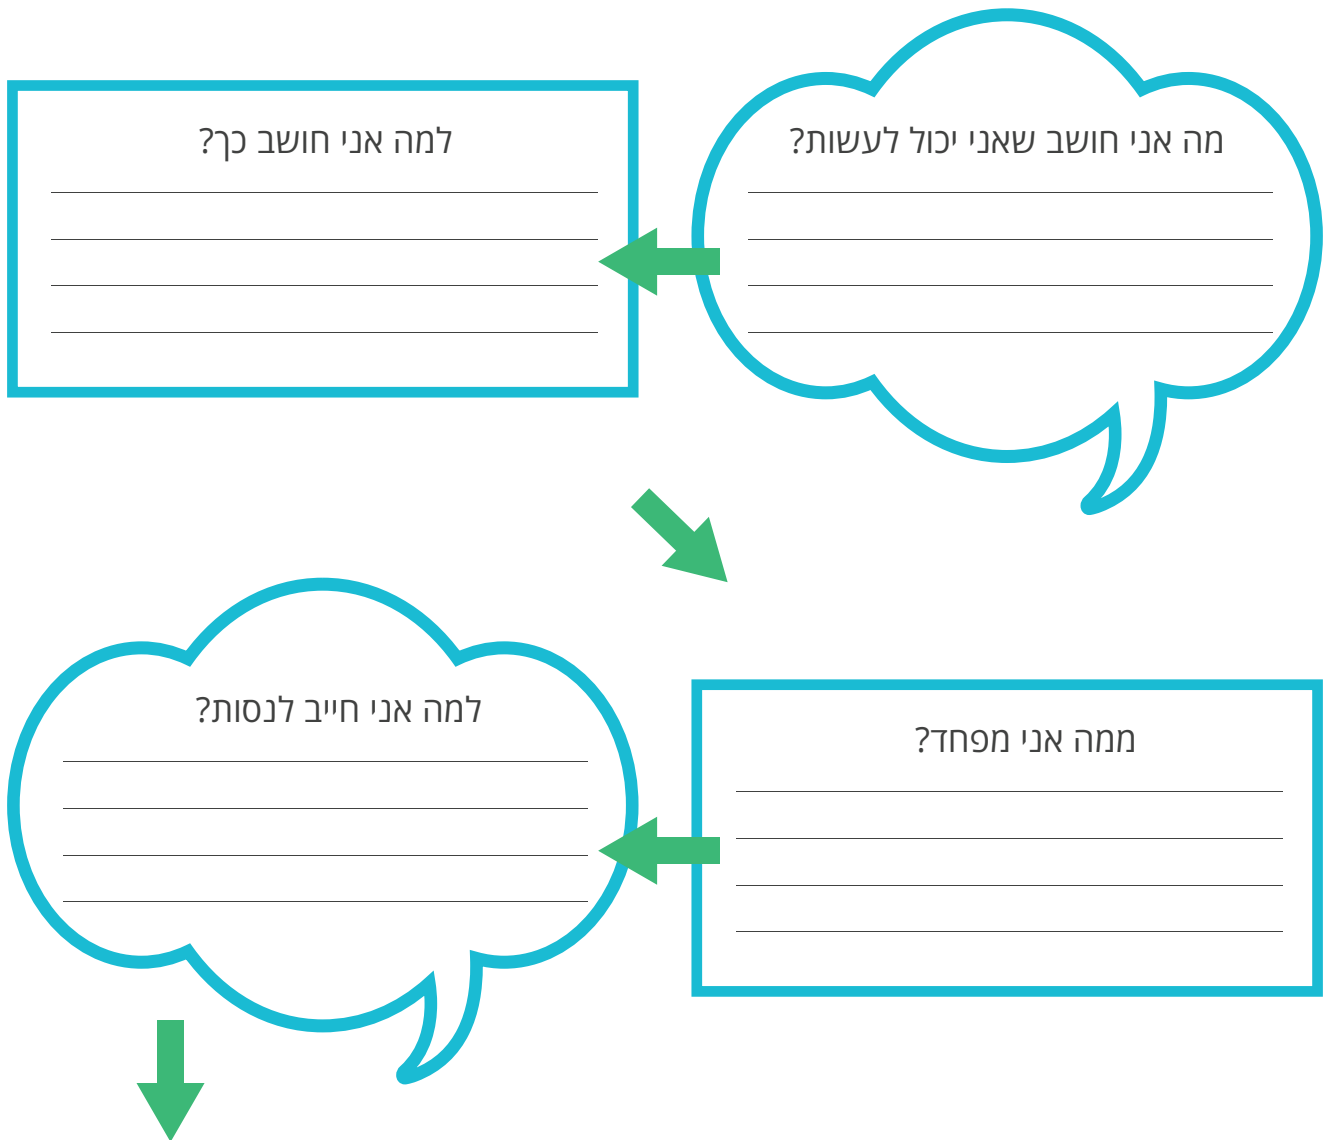 מה אני חושב שאני יכול לעשות?
למה אני חושב כך?
ממה אני מפחד?
למה אני חייב לנסות?